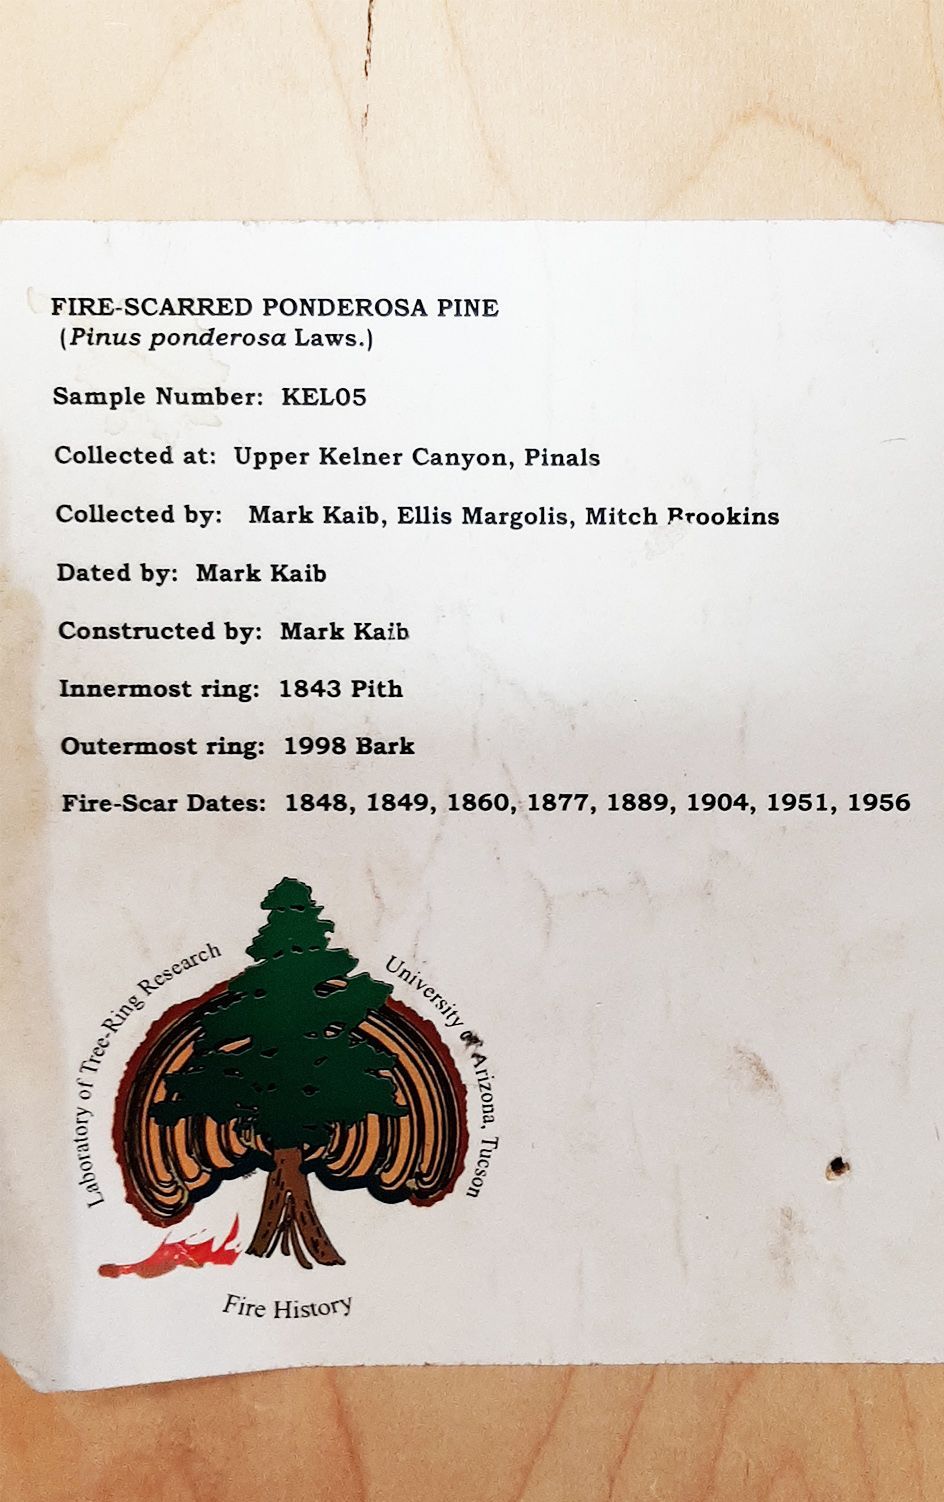 FIRE-SCARRED PONDEROSA PINE
(Pinus ponderosa Laws.)
Sample Number: KEL05
Collected at: Upper Kelner Canyon, Pinals
Collected by: Mark Kaib, Ellis Margolis, Mitch Brookins
Dated by: Mark Kaib
Constructed by: Mark Kaib
Innermost ring: 1843 Pith
Outermost ring: 1998 Bark
Fire-Scar Dates: 1848, 1849, 1860, 1877, 1889, 1904, 1951, 1956
Laboratory of Tree-Ring Research
University of Arizona, Tucson
Fire History